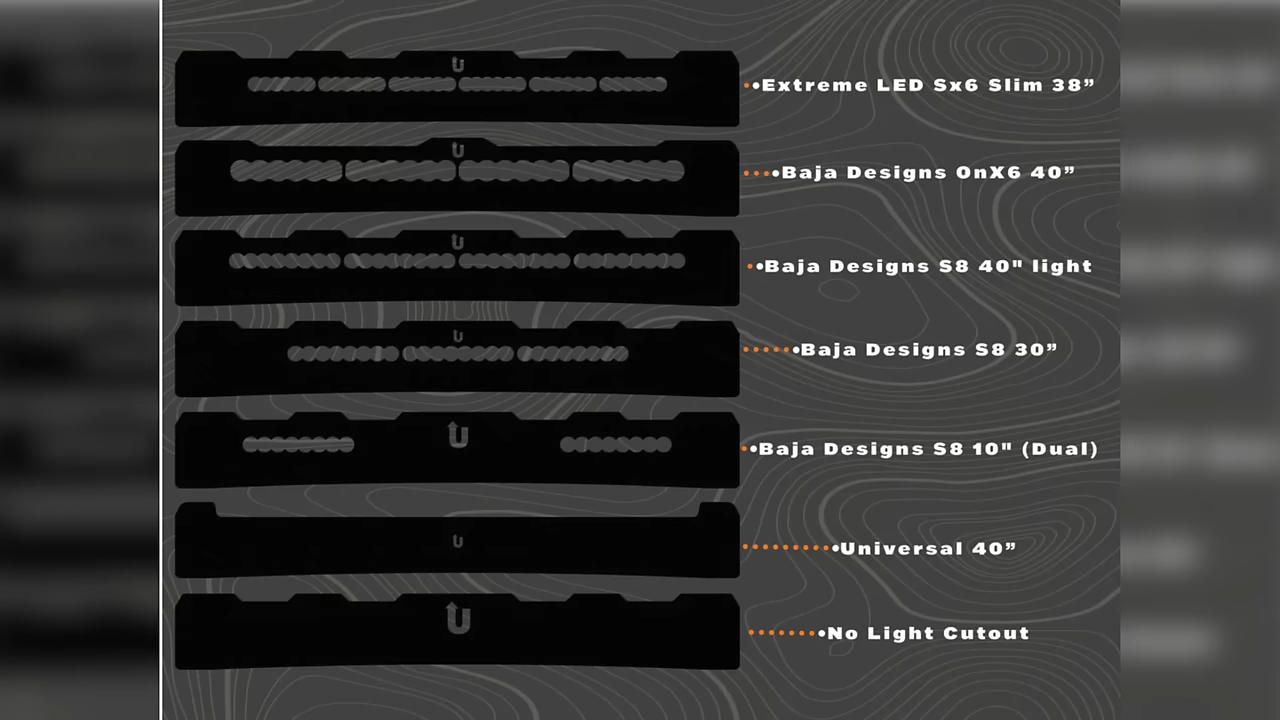 Extreme LED Sx6 Slim 38”
Baja Designs OnX6 40”
Baja Designs S8 40" light
Baja Designs S8 30”
Baja Designs S8 10" (Dual)
Universal 40”
No Light Cutout